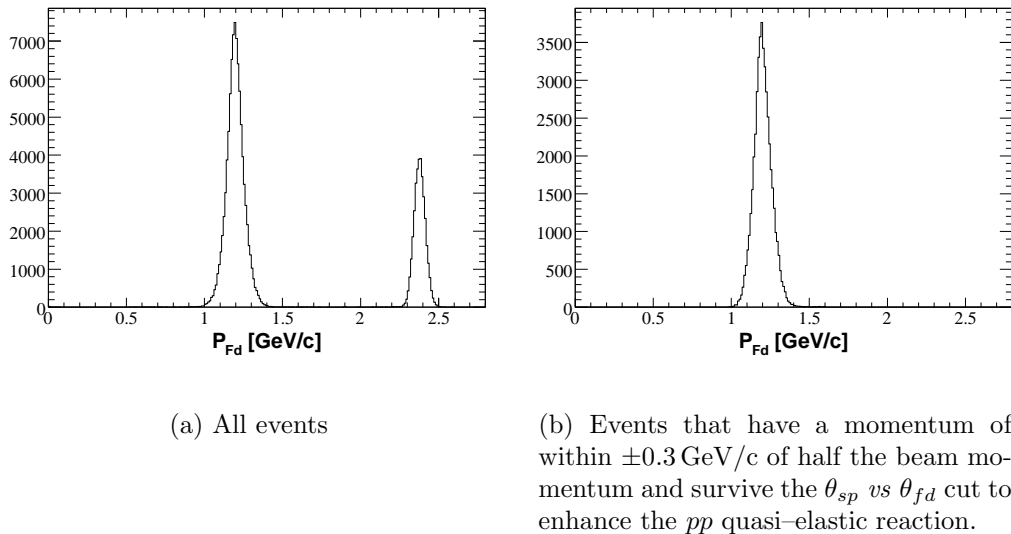 7000
6000
5000
4000
3000
2000
1000
0
0 0.5 1 1.5 2 2.5
P_Fd [GeV/c]
3500
3000
2500
2000
1500
1000
500
0
0 0.5 1 1.5 2 2.5
P_Fd [GeV/c]
(a) All events
(b) Events that have a momentum of
within ±0.3 GeV/c of half the beam mo-
mentum and survive the θ_sp vs θ_fd cut to
enhance the pp quasi–elastic reaction.